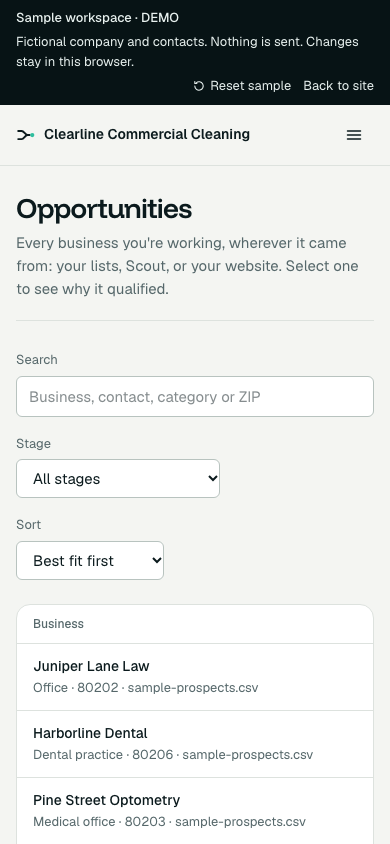 Sample workspace · DEMO
Fictional company and contacts. Nothing is sent. Changes
stay in this browser.
Reset sample Back to site
Clearline Commercial Cleaning
Opportunities
Every business you're working, wherever it came
from: your lists, Scout, or your website. Select one
to see why it qualified.
Search
Business, contact, category or ZIP
Stage
All stages
Sort
Best fit first
Business
Juniper Lane Law
Office · 80202 · sample-prospects.csv
Harborline Dental
Dental practice · 80206 · sample-prospects.csv
Pine Street Optometry
Medical office · 80203 · sample-prospects.csv